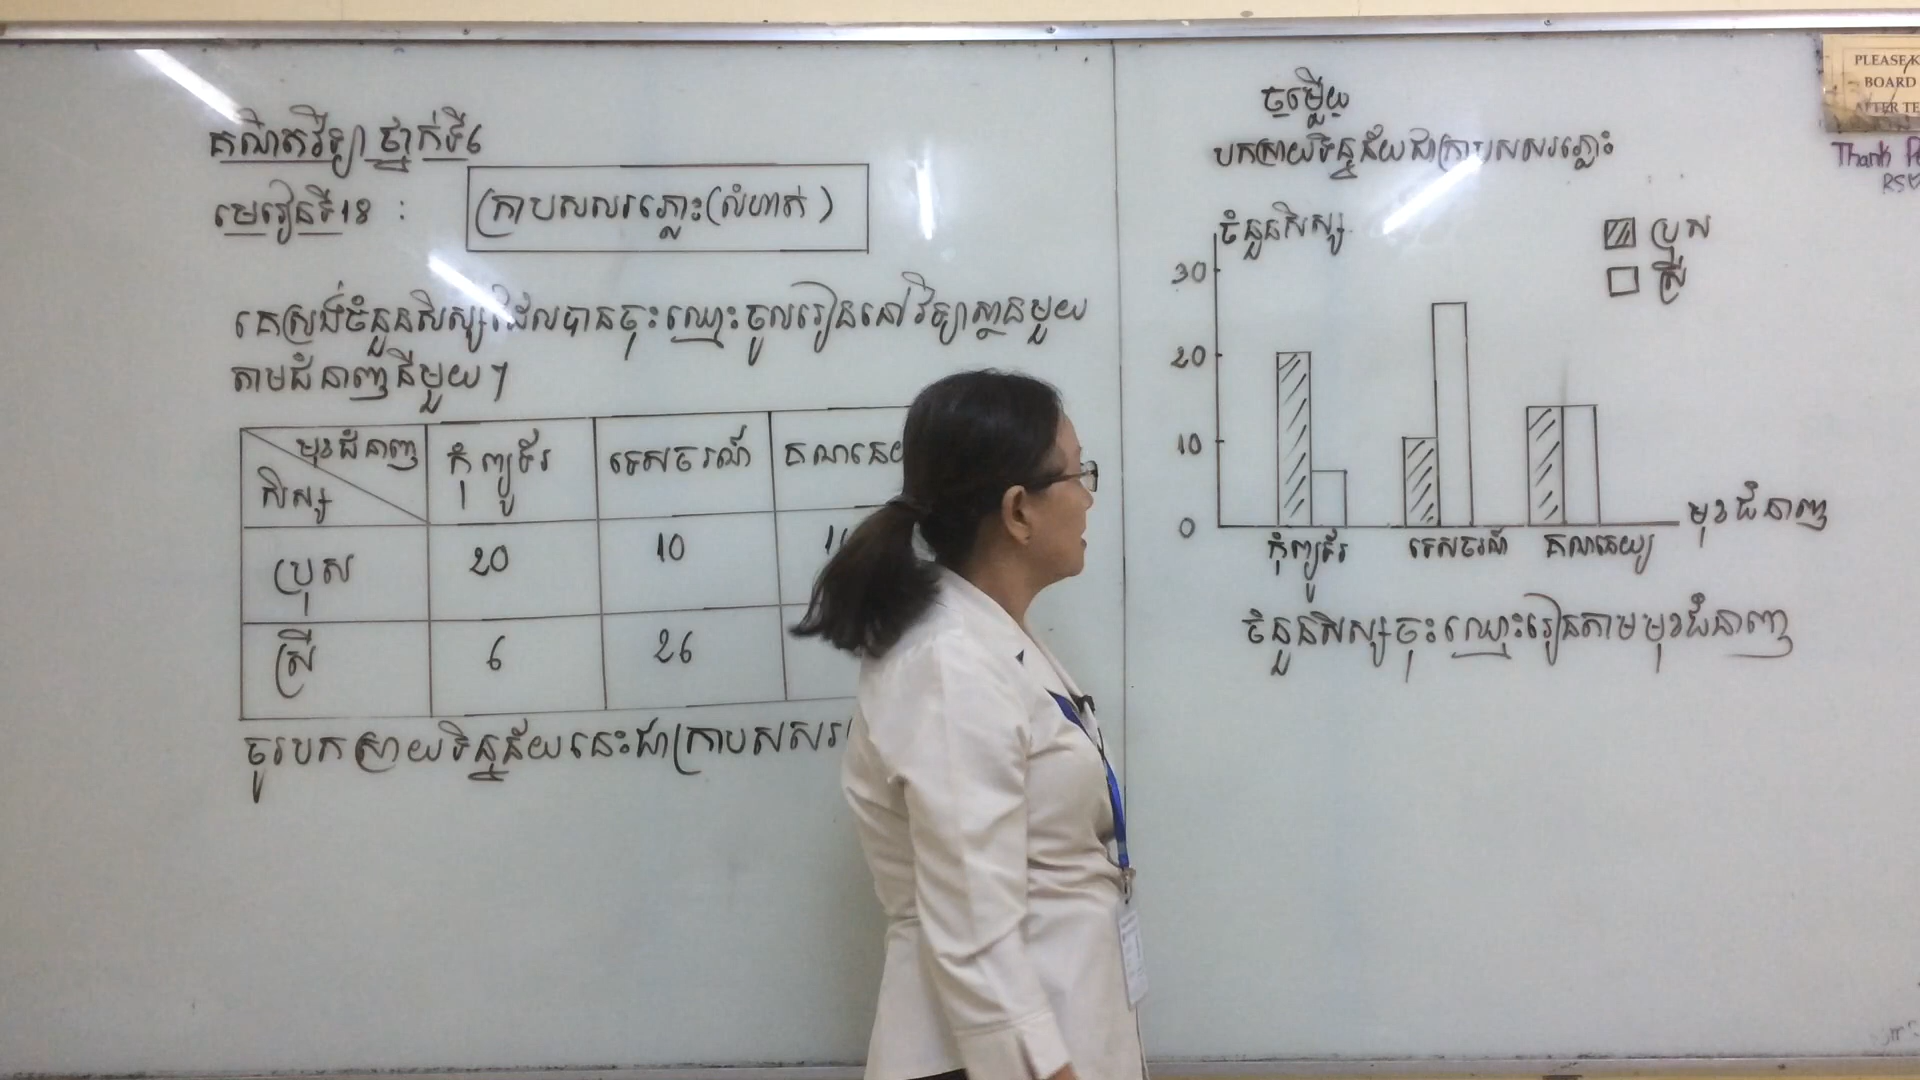 គណិតវិទ្យា ថ្នាក់ទី6
មេរៀនទី18 : ក្រាបសសរភ្លោះ(លំហាត់)
គេស្រង់ចំនួនសិស្សដែលបានចុះឈ្មោះចូលរៀននៅវិទ្យាស្ថានមួយ
តាមជំនាញនីមួយៗ
មុខជំនាញ
សិស្ស
កុំព្យូទ័រ ទេសចរណ៍
ប្រុស 20 10
ស្រី 6 26
ចូរបកស្រាយទិន្នន័យនេះជាក្រាបសសរ
ចម្លើយ
បកស្រាយទិន្នន័យជាក្រាបសសរភ្លោះ
ចំនួនសិស្ស
ប្រុស
ស្រី
30
20
10
0
មុខជំនាញ
កុំព្យូទ័រ ទេសចរណ៍ គណនេយ្យ
ចំនួនសិស្សចុះឈ្មោះរៀនតាមមុខជំនាញ
PLEASE K
BOARD
AFTER TE
Thank